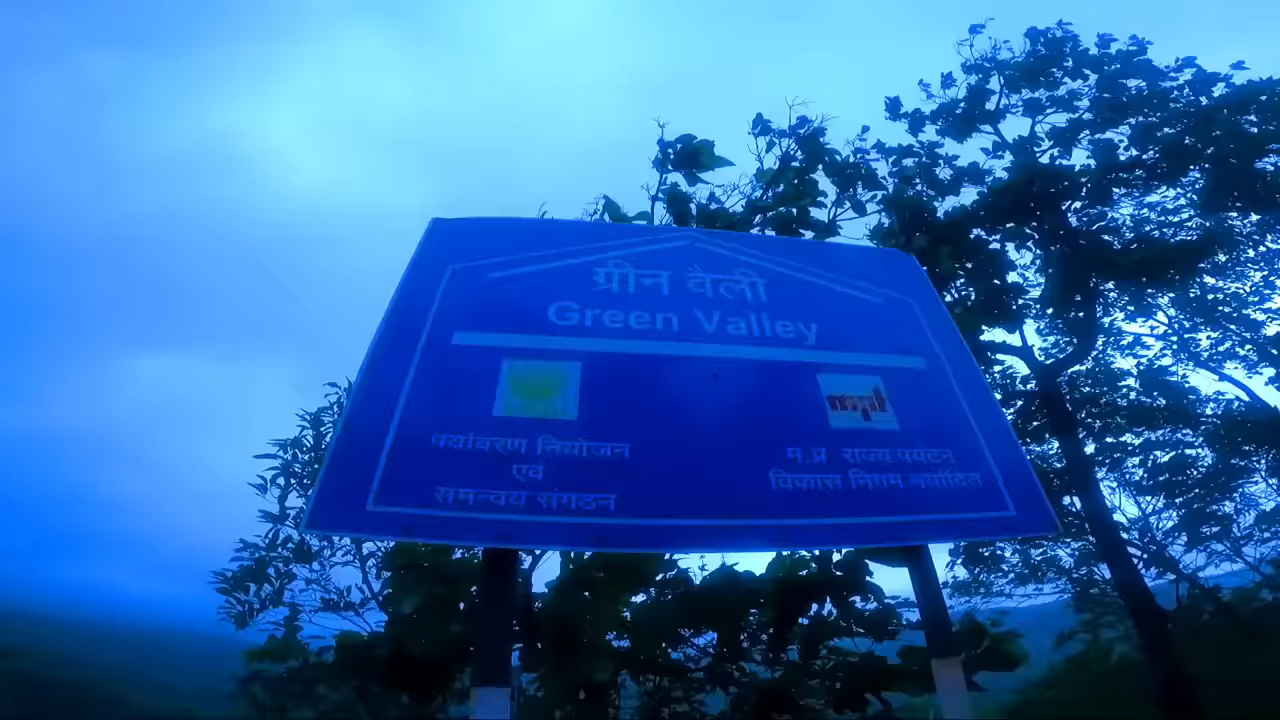 ग्रीन वैली
Green Valley
पर्यावरण नियोजन
एवं
समन्वय संगठन
म.प्र राज्य पर्यटन
विकास निगम मर्यादित